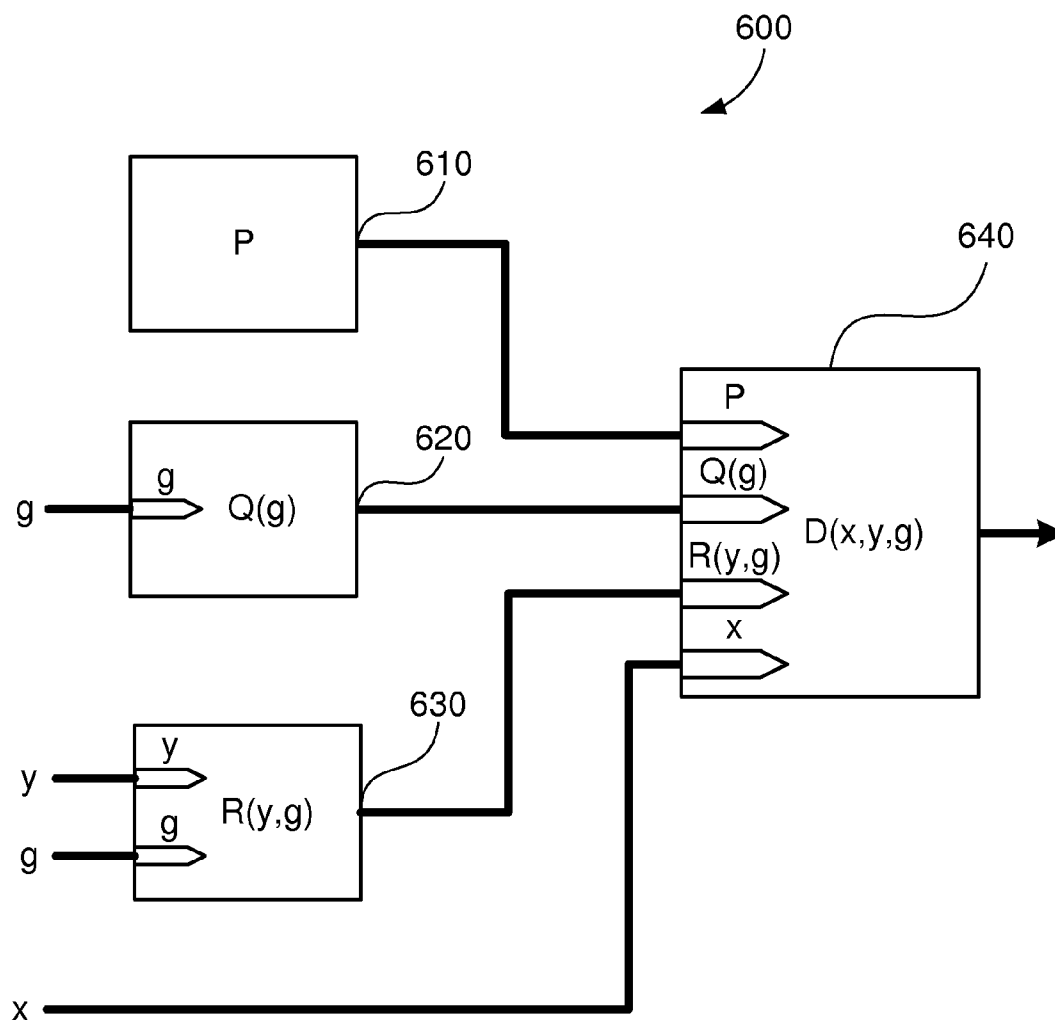 600
610
P
640
P
620
g
g
Q(g)
Q(g)
D(x,y,g)
R(y,g)
x
630
y
y
R(y,g)
g
g
x